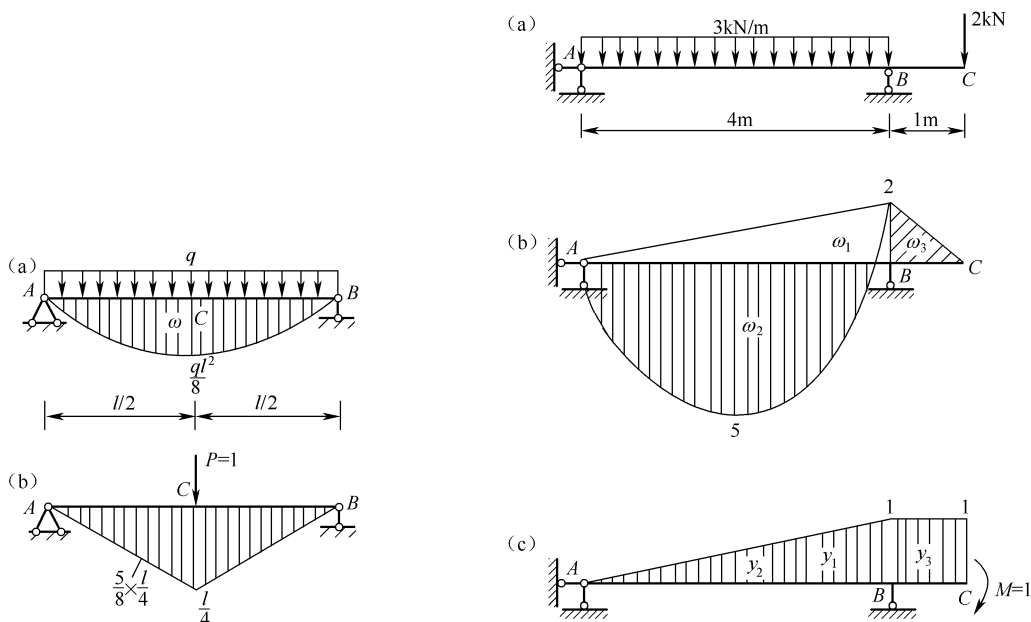 (a)
q
A
B
ω
C
ql²/8
l/2
l/2
(b)
P=1
C
A
B
5/8×l/4
l/4
(a)
3kN/m
2kN
A
B
C
4m
1m
(b)
2
A
ω₁
ω₃
B
C
ω₂
5
(c)
1
1
A
y₂
y₁
y₃
B
C
M=1